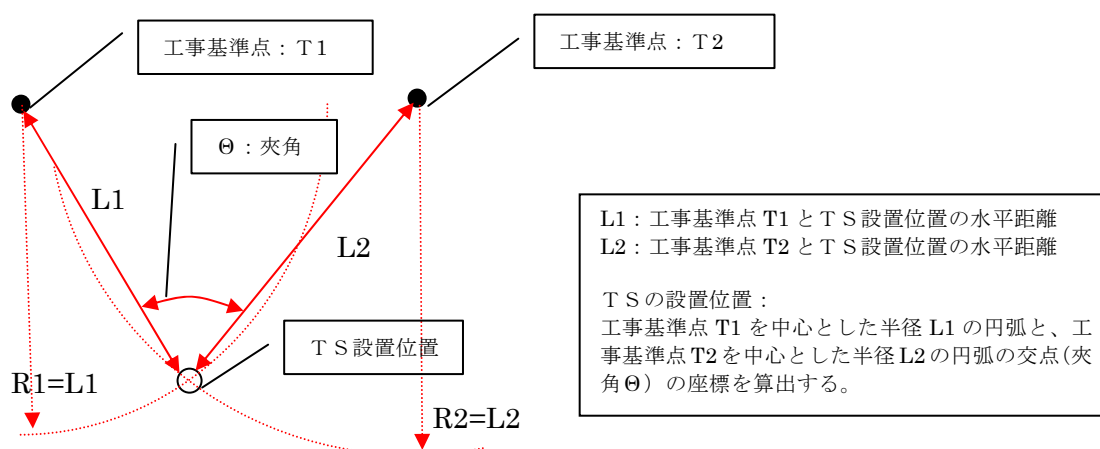 工事基準点：Ｔ1
工事基準点：Ｔ2
Θ：夾角
L1
L2
ＴＳ設置位置
R1=L1
R2=L2
L1：工事基準点 T1 とＴＳ設置位置の水平距離
L2：工事基準点 T2 とＴＳ設置位置の水平距離
ＴＳの設置位置：
工事基準点 T1 を中心とした半径 L1 の円弧と、工
事基準点 T2 を中心とした半径 L2 の円弧の交点(夾
角Θ）の座標を算出する。